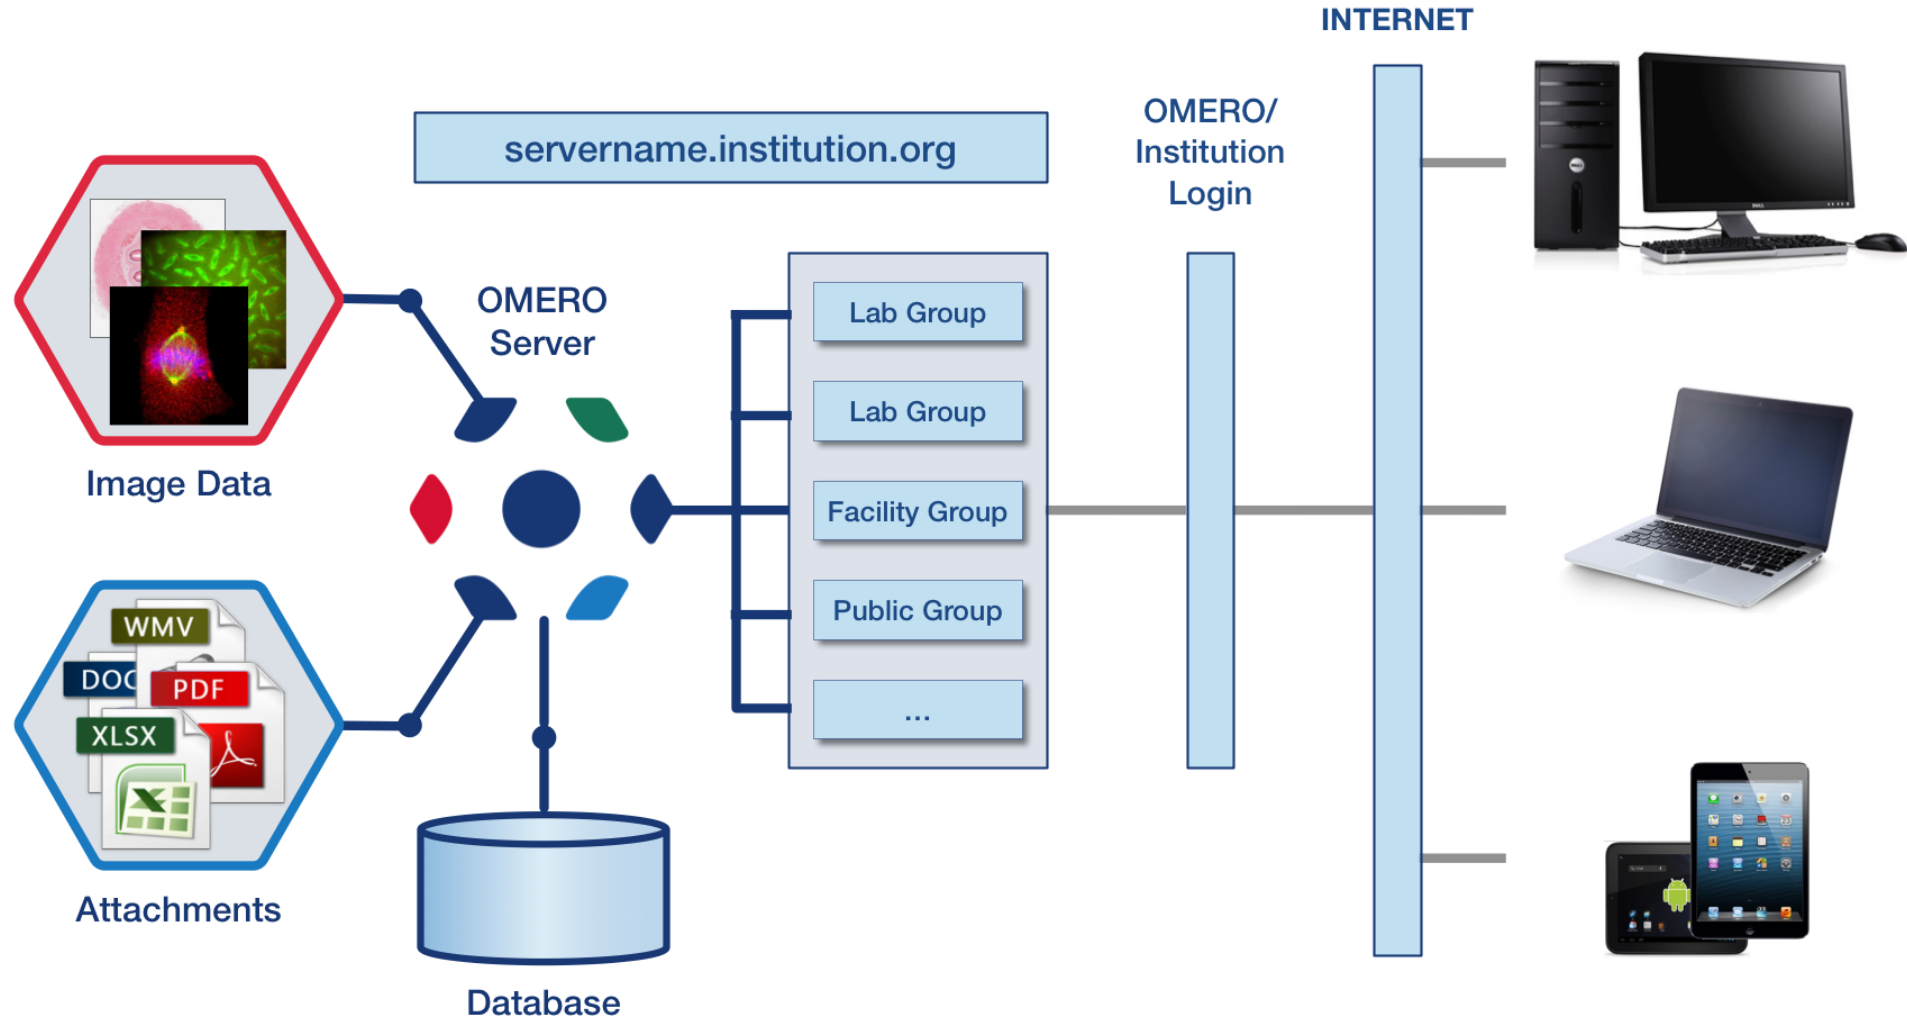 INTERNET
servername.institution.org
OMERO/
Institution
Login
OMERO
Server
Image Data
Lab Group
Lab Group
Facility Group
Public Group
...
WMV
DOC
PDF
XLSX
Attachments
Database
DELL